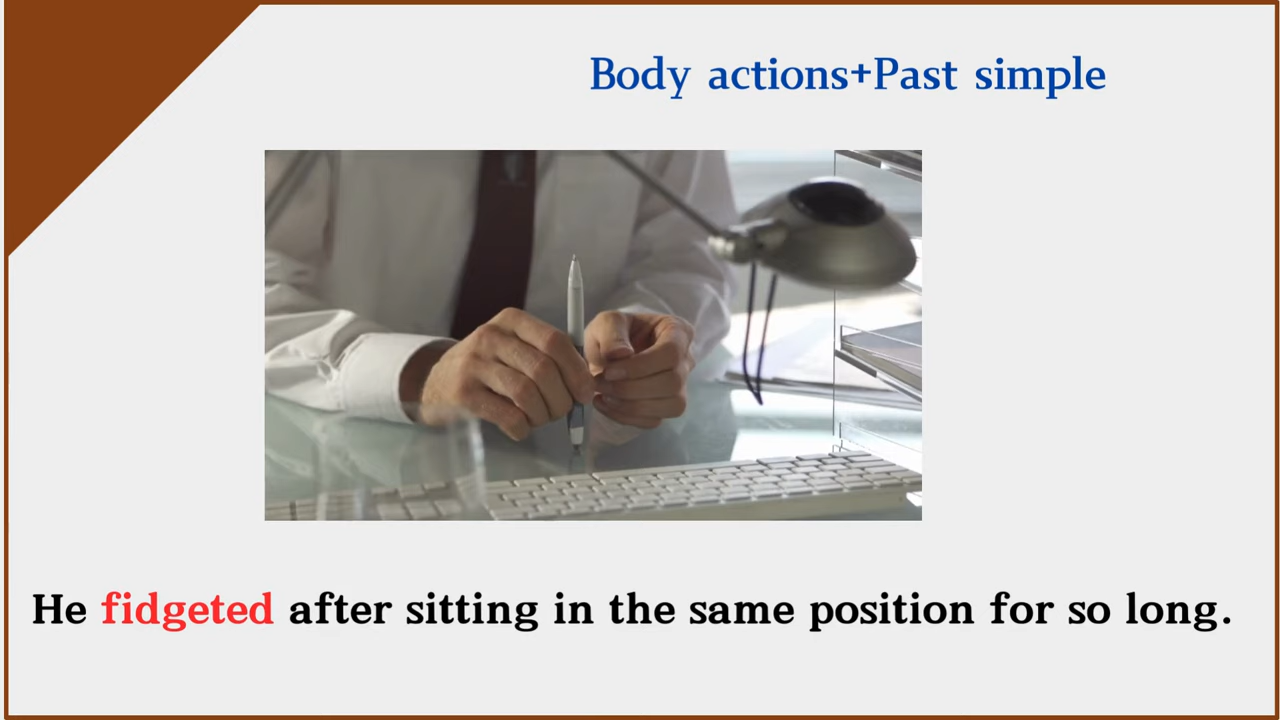 Body actions+Past simple
He fidgeted after sitting in the same position for so long.